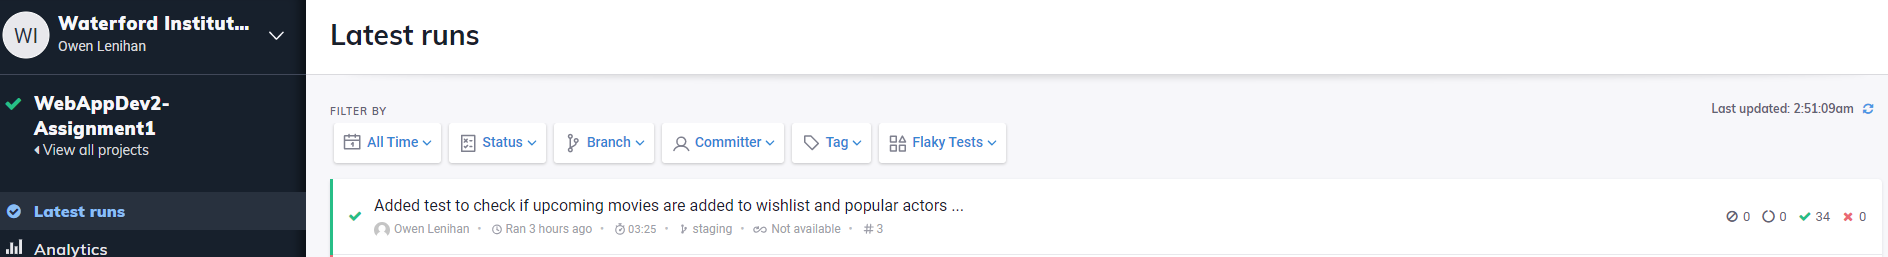 WI
Waterford Institut...
Owen Lenihan
WebAppDev2-
Assignment1
View all projects
Latest runs
Analytics
Latest runs
FILTER BY
Last updated: 2:51:09am
All Time
Status
Branch
Committer
Tag
Flaky Tests
Added test to check if upcoming movies are added to wishlist and popular actors ...
Owen Lenihan • Ran 3 hours ago • 03:25 • staging • Not available • # 3
0 0 34 0